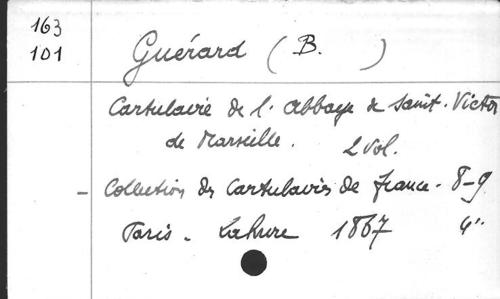 163
101
Guérard (B. )
Cartulaire de l'Abbaye de Saint-Victor
de Marseille. 2 vol.
- Collection des Cartulaires de France - 8-9
Paris - Lahure 1867 4°